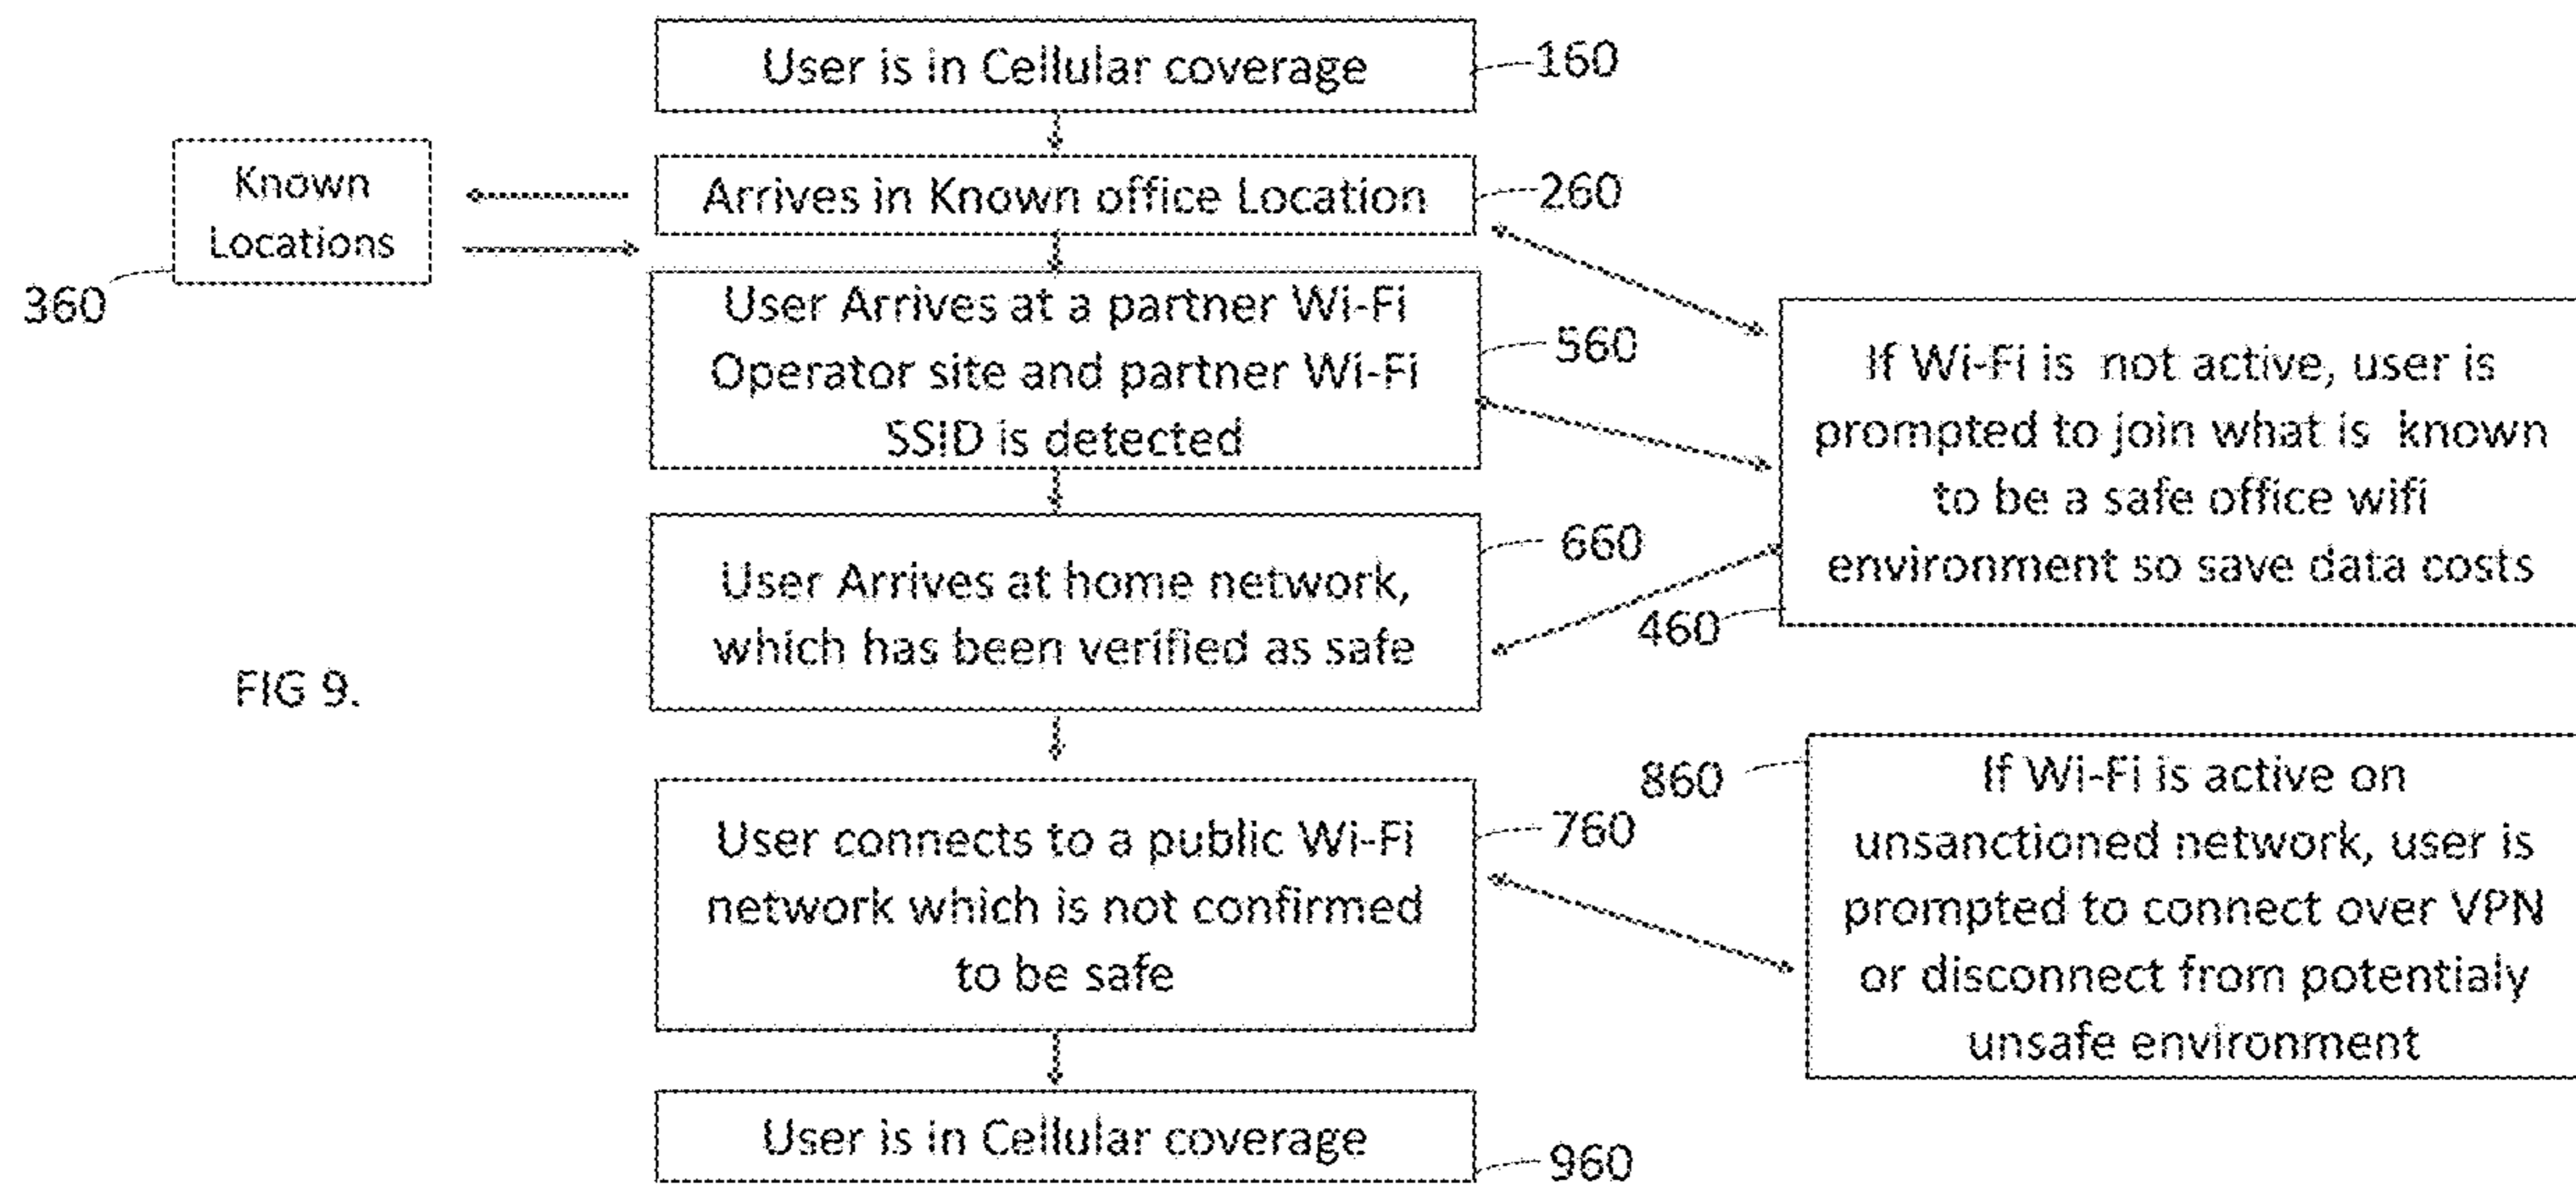 User is in Cellular coverage
160
Known
Locations
360
Arrives in Known office Location
260
User Arrives at a partner Wi-Fi
Operator site and partner Wi-Fi
SSID is detected
560
If Wi-Fi is not active, user is
prompted to join what is known
to be a safe office wifi
environment so save data costs
460
User Arrives at home network,
which has been verified as safe
660
FIG 9.
User connects to a public Wi-Fi
network which is not confirmed
to be safe
760
860
If Wi-Fi is active on
unsanctioned network, user is
prompted to connect over VPN
or disconnect from potentialy
unsafe environment
User is in Cellular coverage
960